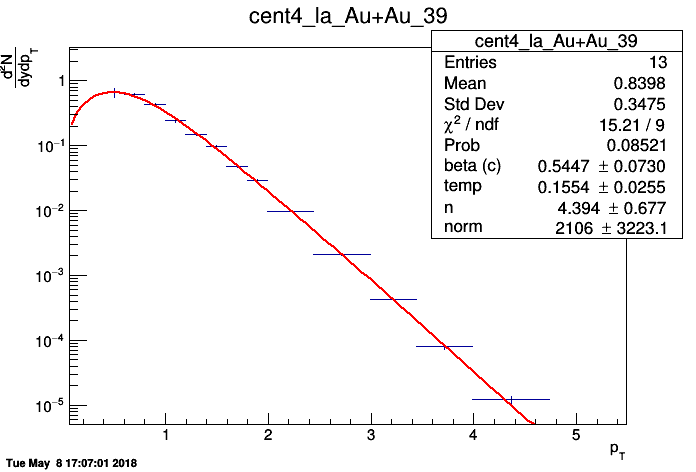 cent4_la_Au+Au_39
d²N
dydp_T
cent4_la_Au+Au_39
Entries 13
Mean 0.8398
Std Dev 0.3475
χ² / ndf 15.21 / 9
Prob 0.08521
beta (c) 0.5447 ± 0.0730
temp 0.1554 ± 0.0255
n 4.394 ± 0.677
norm 2106 ± 3223.1
1
10⁻¹
10⁻²
10⁻³
10⁻⁴
10⁻⁵
1 2 3 4 5
p_T
Tue May 8 17:07:01 2018